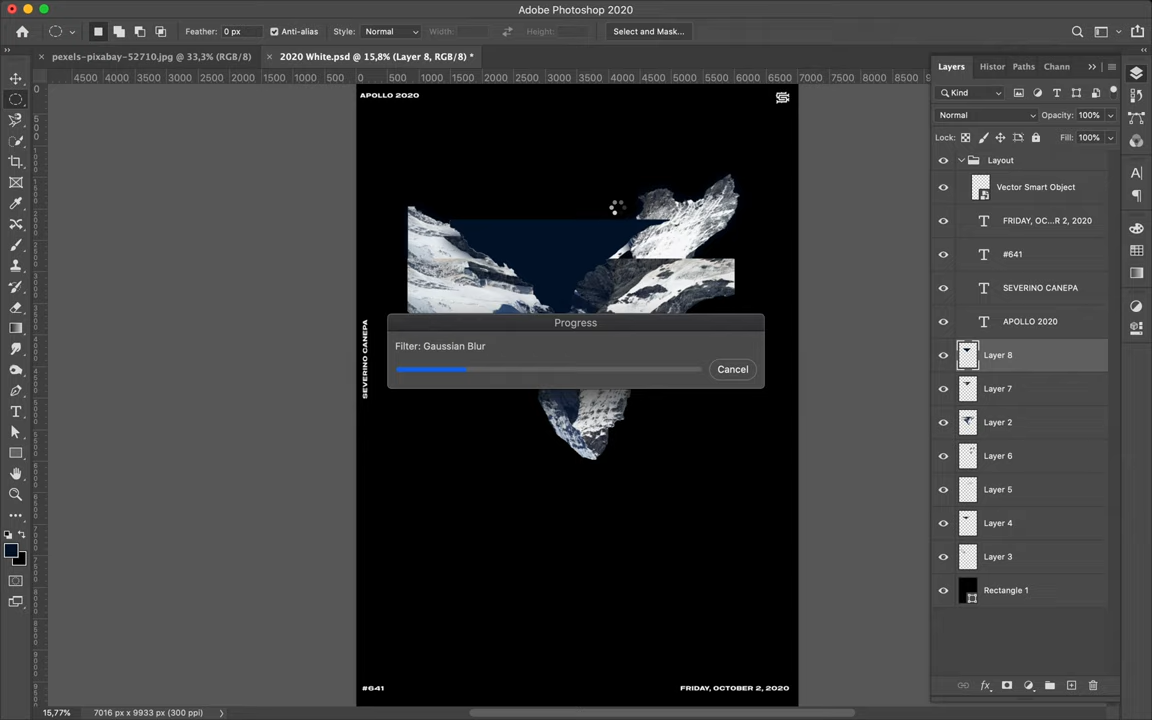 Adobe Photoshop 2020
Feather: 0 px
Anti-alias
Style: Normal
Width:
Height:
Select and Mask...
pexels-pixabay-52710.jpg @ 33,3% (RGB/8)
2020 White.psd @ 15,8% (Layer 8, RGB/8) *
Layers Histor Paths Chann
4500 4000 3500 3000 2500 2000 1500 1000 500 0 500 1000 1500 2000 2500 3000 3500 4000 4500 5000 5500 6000 6500 7000 7500 8000 8500
Kind
Normal
Opacity: 100%
Lock:
Fill: 100%
Layout
Vector Smart Object
FRIDAY, OC...R 2, 2020
#641
SEVERINO CANEPA
APOLLO 2020
Layer 8
Layer 7
Layer 2
Layer 6
Layer 5
Layer 4
Layer 3
Rectangle 1
APOLLO 2020
SEVERINO CANEPA
Progress
Filter: Gaussian Blur
Cancel
#641
FRIDAY, OCTOBER 2, 2020
15,77%
7016 px x 9933 px (300 ppi)